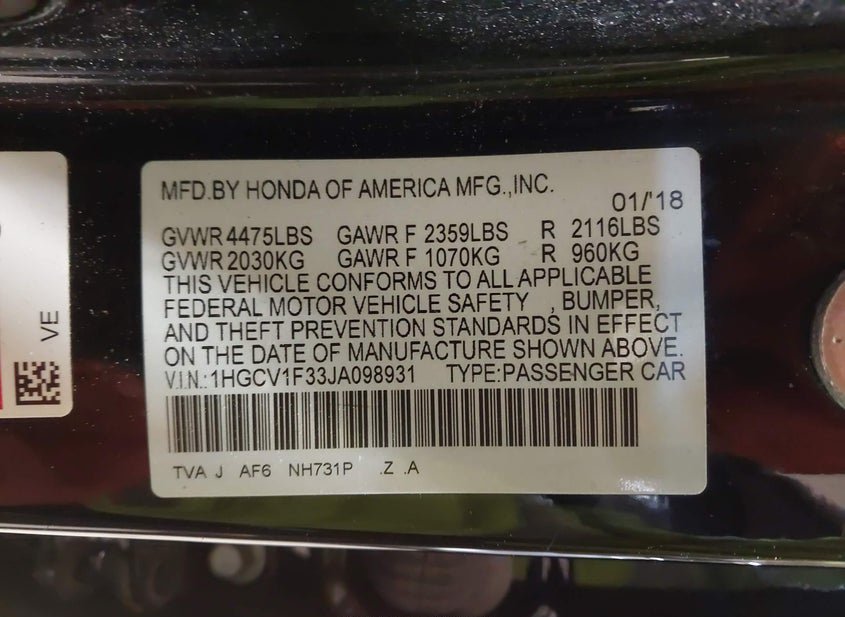 MFD.BY HONDA OF AMERICA MFG.,INC.
01/'18
GVWR 4475LBS GAWR F 2359LBS R 2116LBS
GVWR 2030KG GAWR F 1070KG R 960KG
THIS VEHICLE CONFORMS TO ALL APPLICABLE
FEDERAL MOTOR VEHICLE SAFETY , BUMPER,
AND THEFT PREVENTION STANDARDS IN EFFECT
ON THE DATE OF MANUFACTURE SHOWN ABOVE.
V.I.N.:1HGCV1F33JA098931 TYPE:PASSENGER CAR
TVA J AF6 NH731P .Z .A
VE